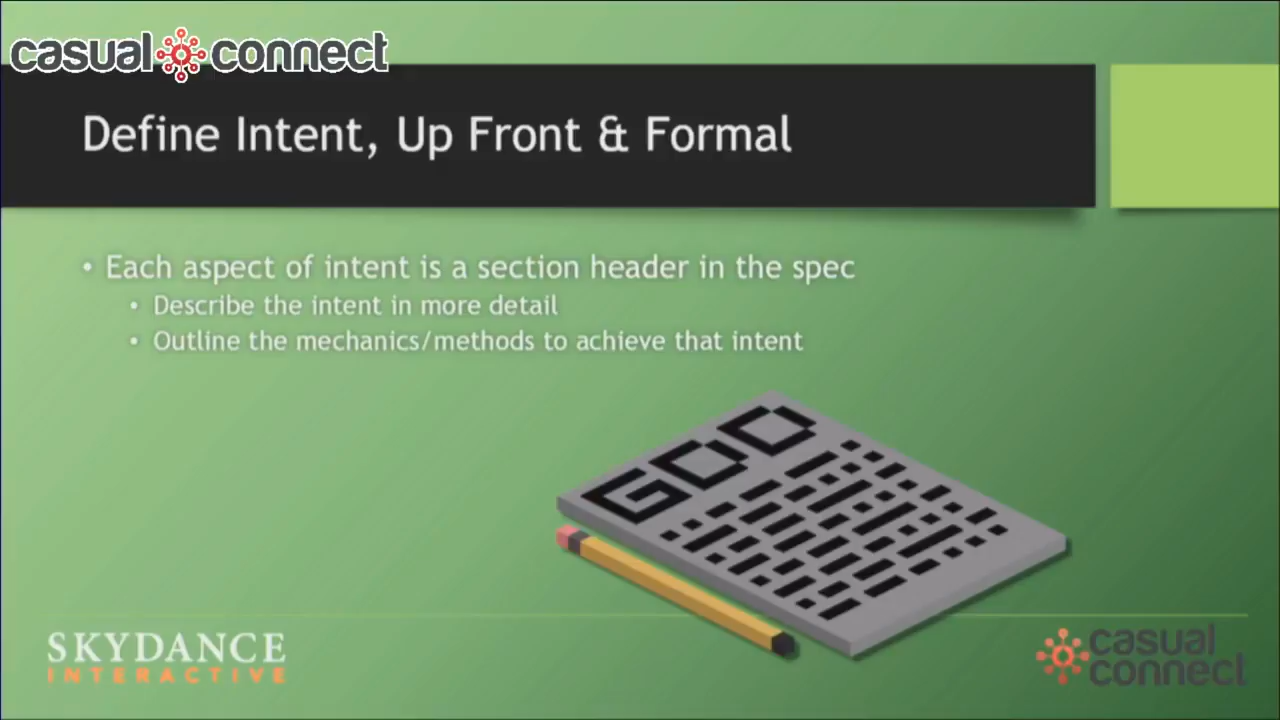 casual connect
Define Intent, Up Front & Formal
• Each aspect of intent is a section header in the spec
• Describe the intent in more detail
• Outline the mechanics/methods to achieve that intent
GDD
SKYDANCE
INTERACTIVE
casual
connect